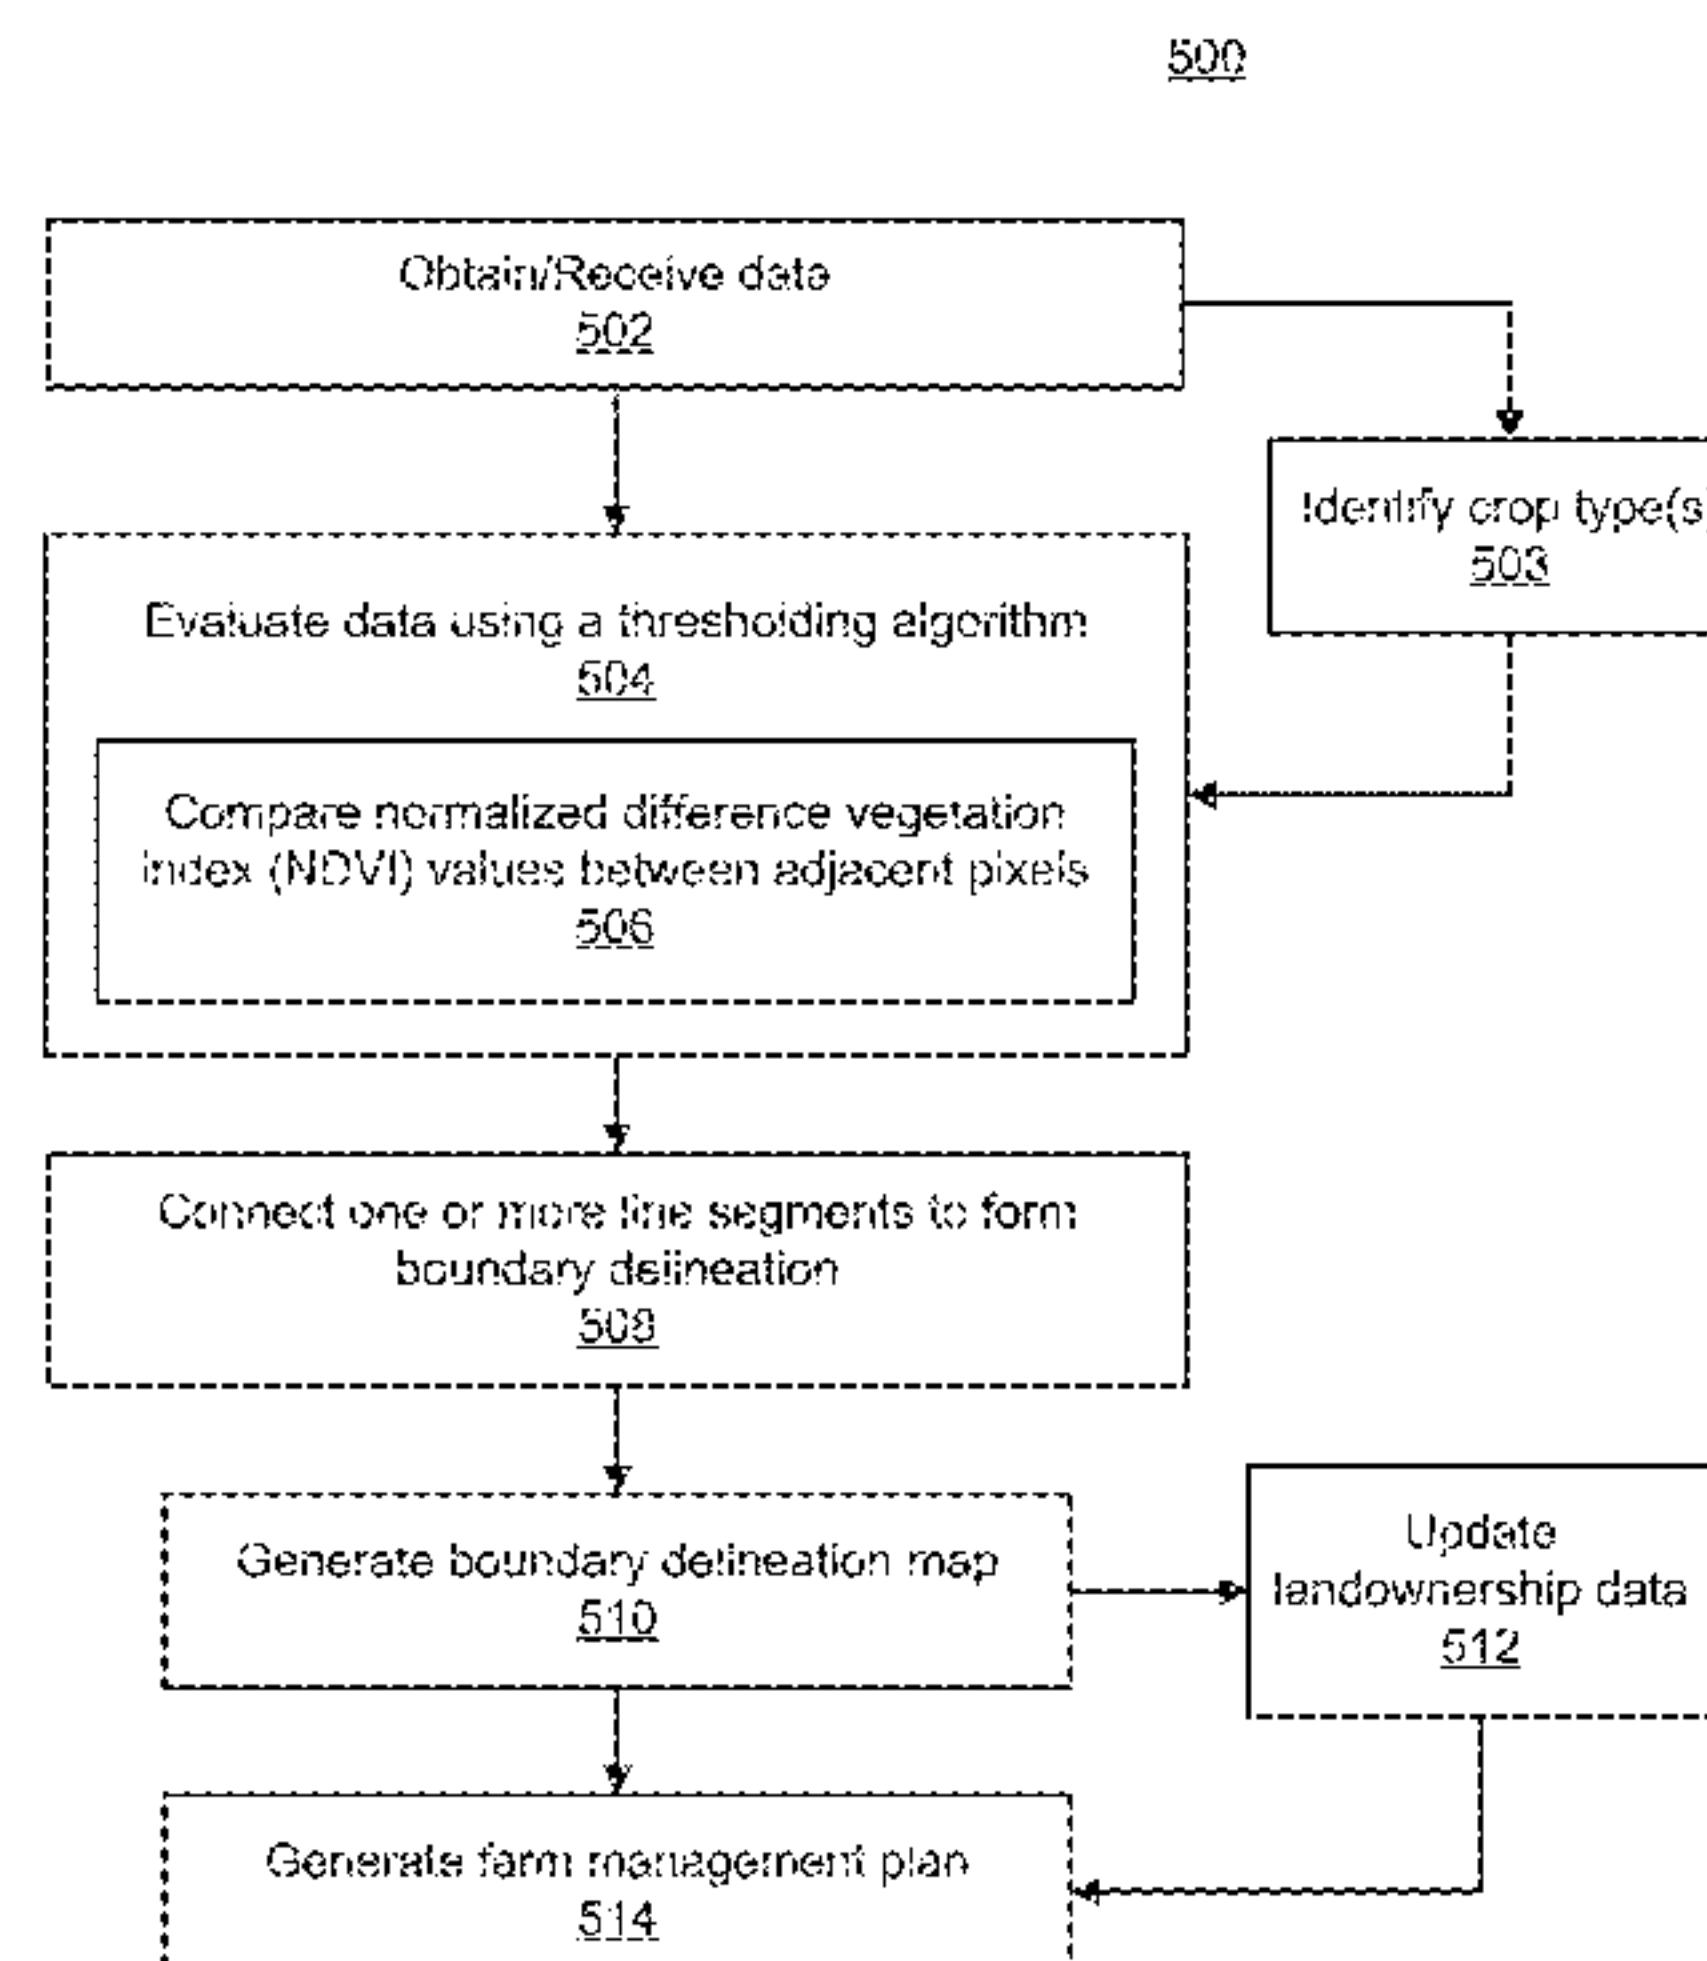 500
Obtain/Receive data
502
Identify crop type(s)
503
Evaluate data using a thresholding algorithm
504
Compare normalized difference vegetation
index (NDVI) values between adjacent pixels
506
Connect one or more line segments to form
boundary delineation
508
Generate boundary delineation map
510
Update
landownership data
512
Generate farm management plan
514